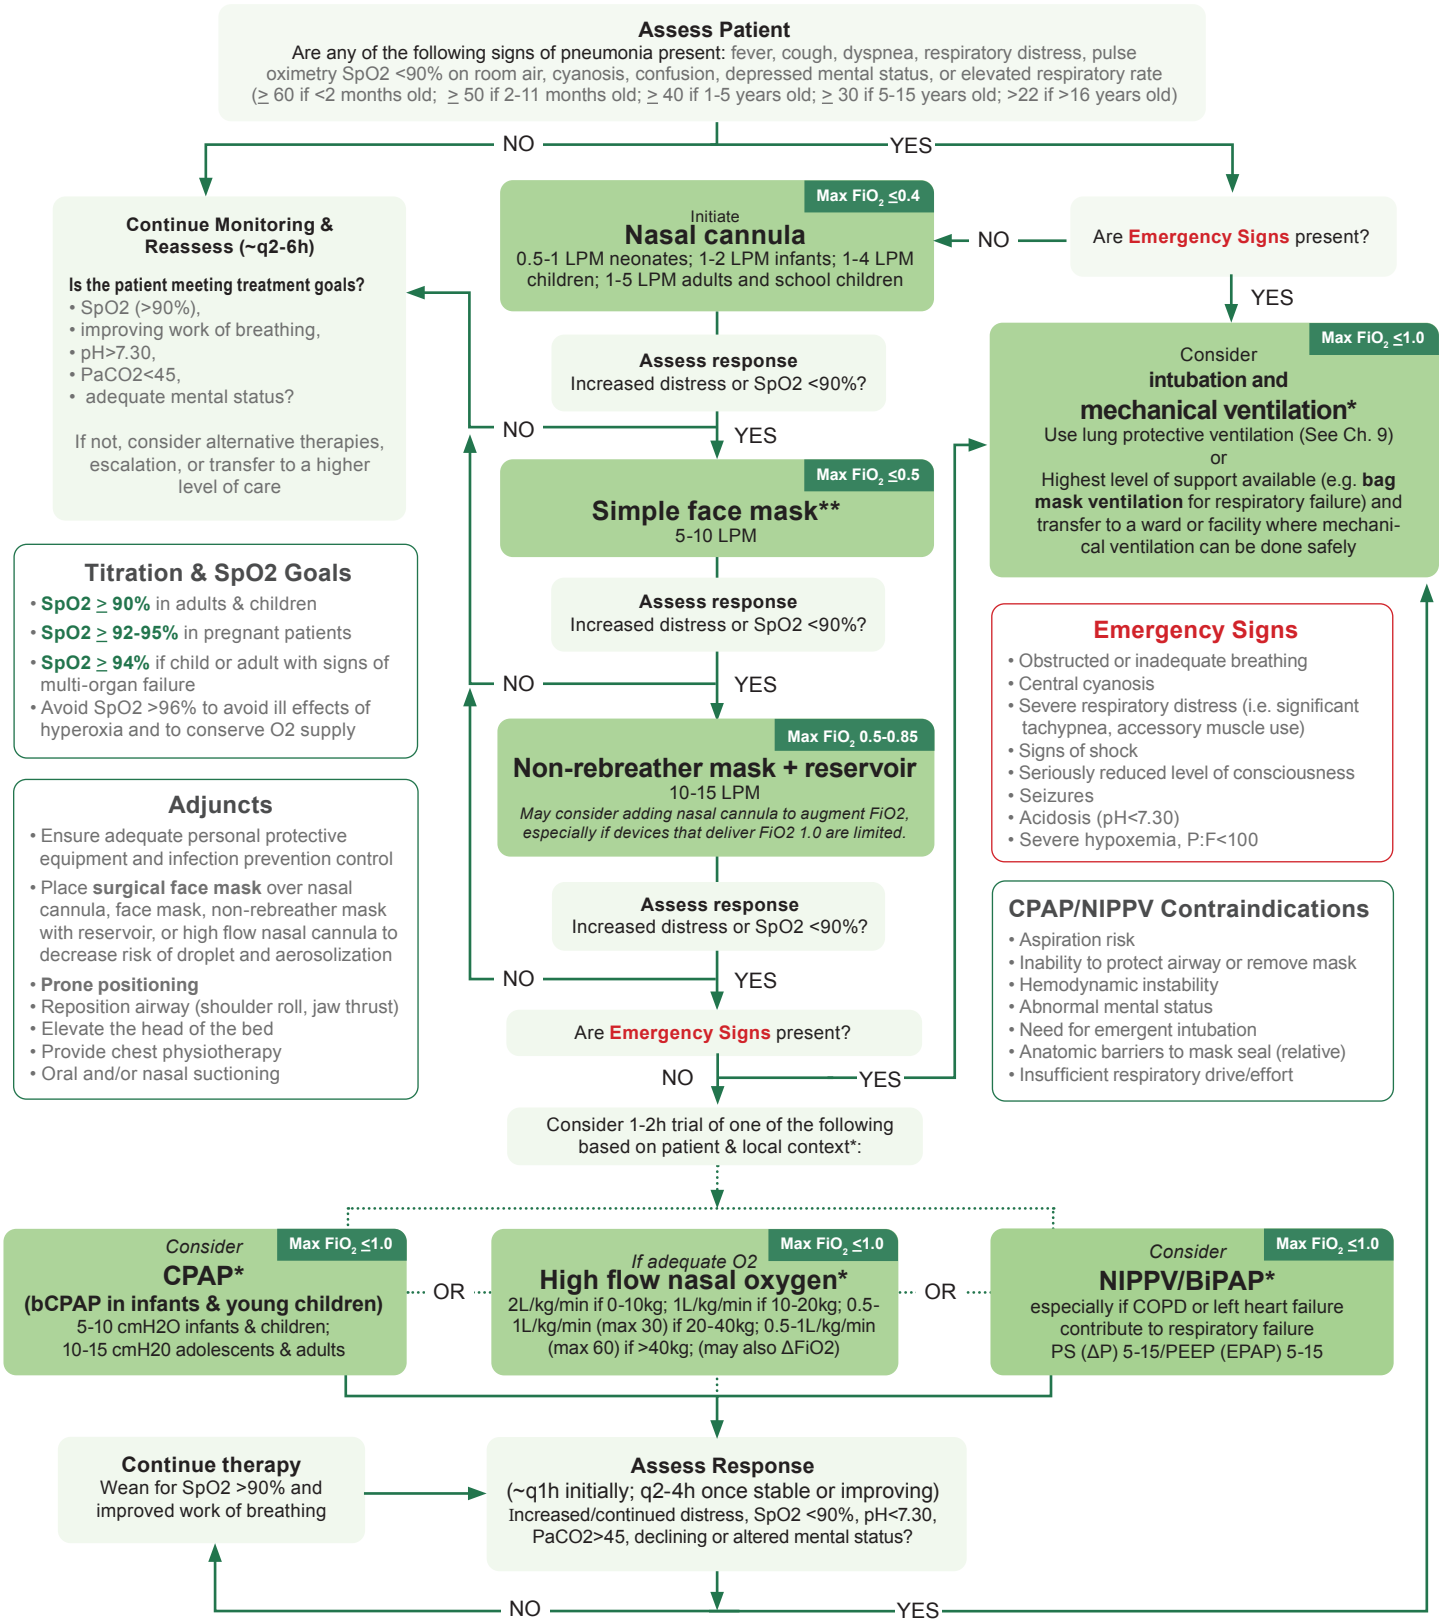 Assess Patient
Are any of the following signs of pneumonia present: fever, cough, dyspnea, respiratory distress, pulse
oximetry SpO2 <90% on room air, cyanosis, confusion, depressed mental status, or elevated respiratory rate
(≥ 60 if <2 months old; ≥ 50 if 2-11 months old; ≥ 40 if 1-5 years old; ≥ 30 if 5-15 years old; >22 if >16 years old)
NO
YES
Continue Monitoring &
Reassess (~q2-6h)
Is the patient meeting treatment goals?
• SpO2 (>90%),
• improving work of breathing,
• pH>7.30,
• PaCO2<45,
• adequate mental status?
If not, consider alternative therapies,
escalation, or transfer to a higher
level of care
Max FiO2 ≤0.4
Initiate
Nasal cannula
0.5-1 LPM neonates; 1-2 LPM infants; 1-4 LPM
children; 1-5 LPM adults and school children
NO
Are Emergency Signs present?
YES
Assess response
Increased distress or SpO2 <90%?
NO
YES
Max FiO2 ≤1.0
Consider
intubation and
mechanical ventilation*
Use lung protective ventilation (See Ch. 9)
or
Highest level of support available (e.g. bag
mask ventilation for respiratory failure) and
transfer to a ward or facility where mechani-
cal ventilation can be done safely
Max FiO2 ≤0.5
Simple face mask**
5-10 LPM
Assess response
Increased distress or SpO2 <90%?
NO
YES
Titration & SpO2 Goals
• SpO2 ≥ 90% in adults & children
• SpO2 ≥ 92-95% in pregnant patients
• SpO2 ≥ 94% if child or adult with signs of
multi-organ failure
• Avoid SpO2 >96% to avoid ill effects of
hyperoxia and to conserve O2 supply
Emergency Signs
• Obstructed or inadequate breathing
• Central cyanosis
• Severe respiratory distress (i.e. significant
tachypnea, accessory muscle use)
• Signs of shock
• Seriously reduced level of consciousness
• Seizures
• Acidosis (pH<7.30)
• Severe hypoxemia, P:F<100
Max FiO2 0.5-0.85
Non-rebreather mask + reservoir
10-15 LPM
May consider adding nasal cannula to augment FiO2,
especially if devices that deliver FiO2 1.0 are limited.
Adjuncts
• Ensure adequate personal protective
equipment and infection prevention control
• Place surgical face mask over nasal
cannula, face mask, non-rebreather mask
with reservoir, or high flow nasal cannula to
decrease risk of droplet and aerosolization
• Prone positioning
• Reposition airway (shoulder roll, jaw thrust)
• Elevate the head of the bed
• Provide chest physiotherapy
• Oral and/or nasal suctioning
Assess response
Increased distress or SpO2 <90%?
NO
YES
CPAP/NIPPV Contraindications
• Aspiration risk
• Inability to protect airway or remove mask
• Hemodynamic instability
• Abnormal mental status
• Need for emergent intubation
• Anatomic barriers to mask seal (relative)
• Insufficient respiratory drive/effort
Are Emergency Signs present?
NO
YES
Consider 1-2h trial of one of the following
based on patient & local context*:
Max FiO2 ≤1.0
Consider
CPAP*
(bCPAP in infants & young children)
5-10 cmH2O infants & children;
10-15 cmH20 adolescents & adults
OR
Max FiO2 ≤1.0
If adequate O2
High flow nasal oxygen*
2L/kg/min if 0-10kg; 1L/kg/min if 10-20kg; 0.5-
1L/kg/min (max 30) if 20-40kg; 0.5-1L/kg/min
(max 60) if >40kg; (may also ΔFiO2)
OR
Max FiO2 ≤1.0
Consider
NIPPV/BiPAP*
especially if COPD or left heart failure
contribute to respiratory failure
PS (ΔP) 5-15/PEEP (EPAP) 5-15
Continue therapy
Wean for SpO2 >90% and
improved work of breathing
Assess Response
(~q1h initially; q2-4h once stable or improving)
Increased/continued distress, SpO2 <90%, pH<7.30,
PaCO2>45, declining or altered mental status?
NO
YES